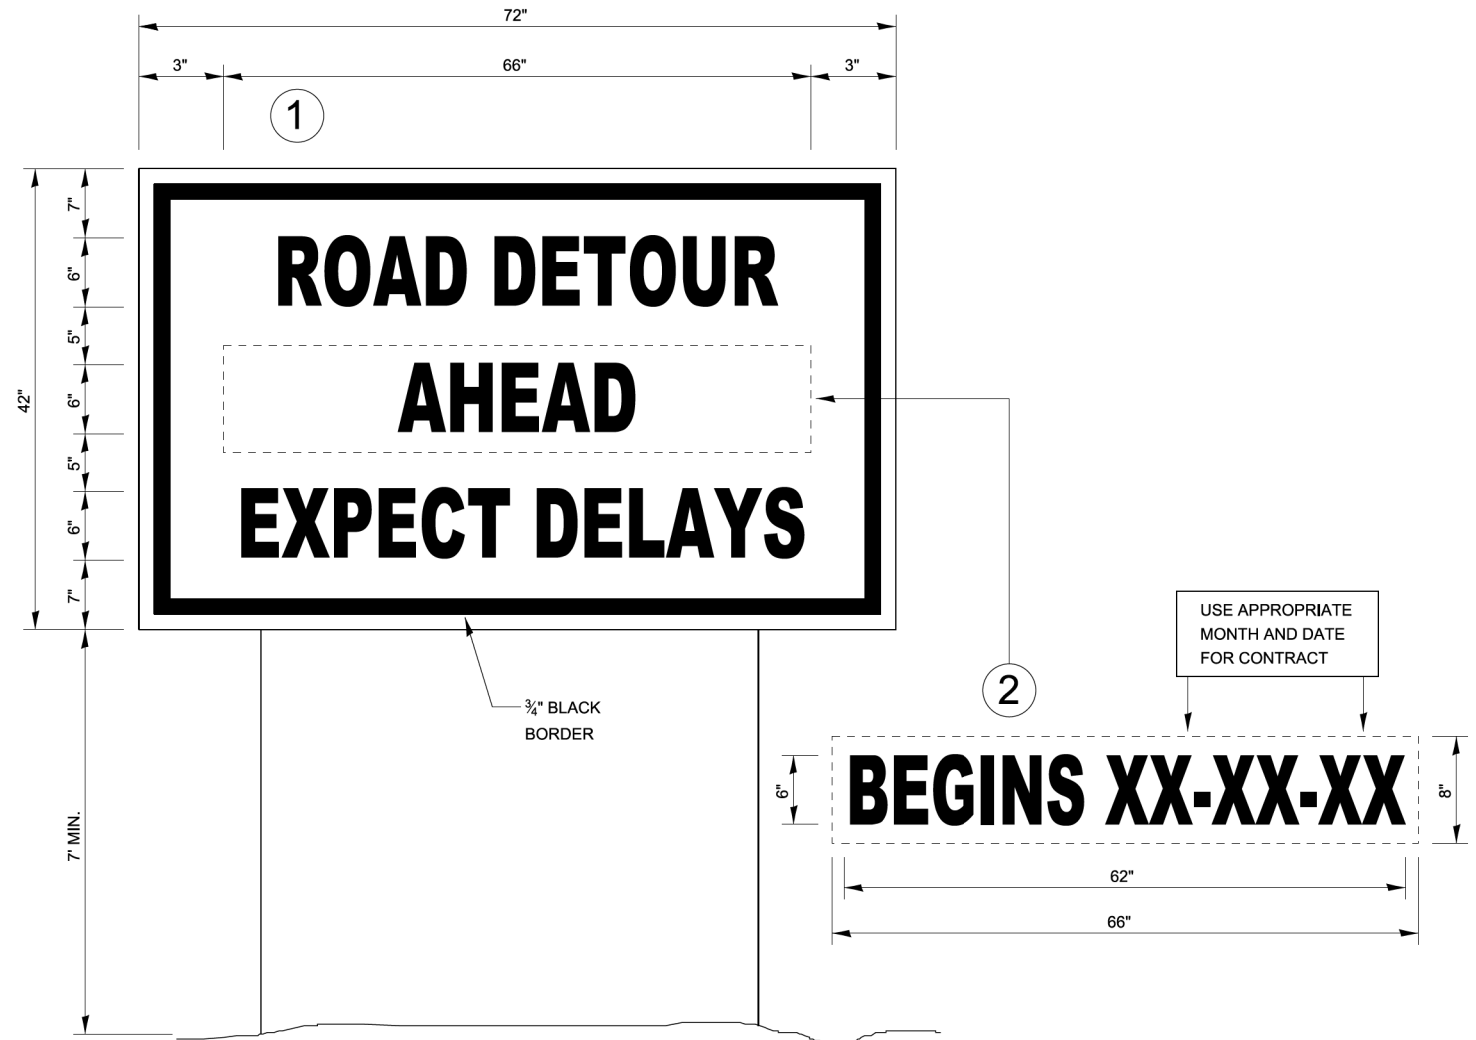 72"
3" 66" 3"
1
7"
ROAD DETOUR
6"
5"
42"
6"
AHEAD
5"
6"
EXPECT DELAYS
7"
USE APPROPRIATE
MONTH AND DATE
FOR CONTRACT
2
¾" BLACK
BORDER
6"
BEGINS XX-XX-XX
8"
7' MIN.
62"
66"